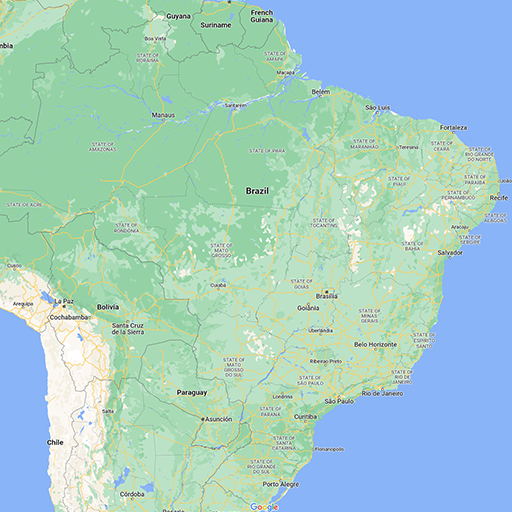 Guyana
Suriname
French
Guiana
Boa Vista
STATE OF
RORAIMA
STATE OF
AMAPÁ
Macapá
Belém
Santarém
São Luís
Manaus
Fortaleza
STATE OF
AMAZONAS
STATE OF PARÁ
STATE OF
MARANHÃO
Teresina
STATE OF
CEARÁ
STATE OF
RIO GRANDE
DO NORTE
STATE OF
PIAUÍ
STATE OF
PARAÍBA
João
Brazil
STATE OF
PERNAMBUCO
Recife
STATE OF ACRE
STATE OF
RONDÔNIA
STATE OF
TOCANTINS
STATE OF
ALAGOAS
Aracaju
STATE OF
SERGIPE
STATE OF
MATO
GROSSO
STATE OF
BAHIA
Salvador
Cusco
Cuiabá
STATE OF
GOIÁS
Brasília
Arequipa
La Paz
Bolivia
Goiânia
Cochabamba
STATE OF
MINAS
GERAIS
Santa Cruz
de la Sierra
Uberlândia
STATE OF
ESPÍRITO
SANTO
Belo Horizonte
STATE OF
MATO
GROSSO
DO SUL
Ribeirão Preto
STATE OF
RIO DE
JANEIRO
STATE OF
SÃO PAULO
Paraguay
Londrina
Rio de Janeiro
São Paulo
Salta
STATE OF
PARANÁ
Asunción
Curitiba
Chile
STATE OF
SANTA
CATARINA
Florianópolis
STATE OF
RIO GRANDE
DO SUL
Córdoba
Porto Alegre
Google